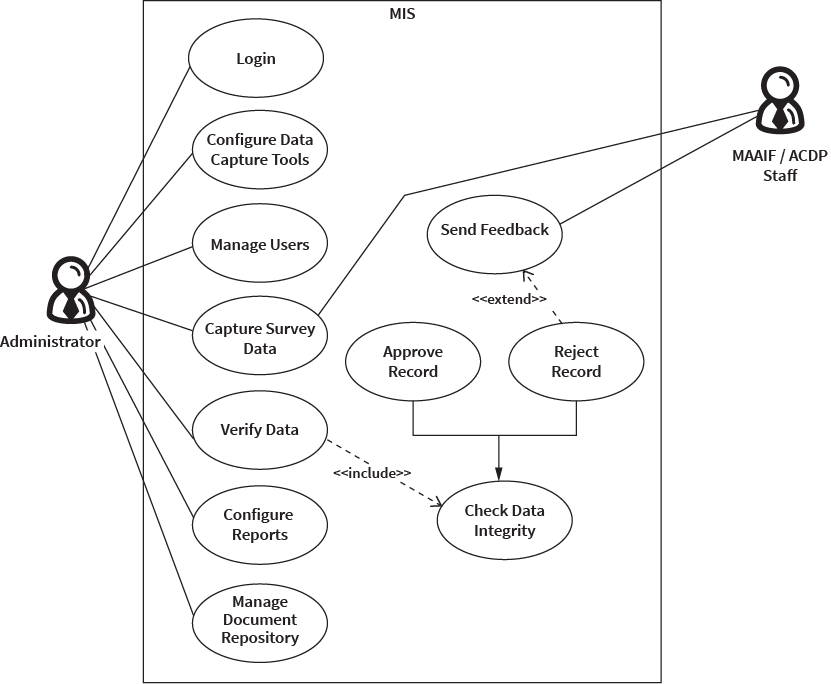 MIS
Login
Configure Data
Capture Tools
MAAIF / ACDP
Staff
Send Feedback
Manage Users
<<extend>>
Administrator
Capture Survey
Data
Approve
Record
Reject
Record
Verify Data
<<include>>
Configure
Reports
Check Data
Integrity
Manage
Document
Repository